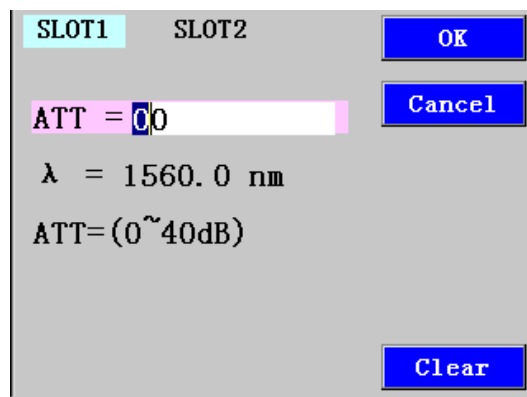 SLOT1 SLOT2 OK
Cancel
ATT = 00
λ = 1560.0 nm
ATT=(0~40dB)
Clear